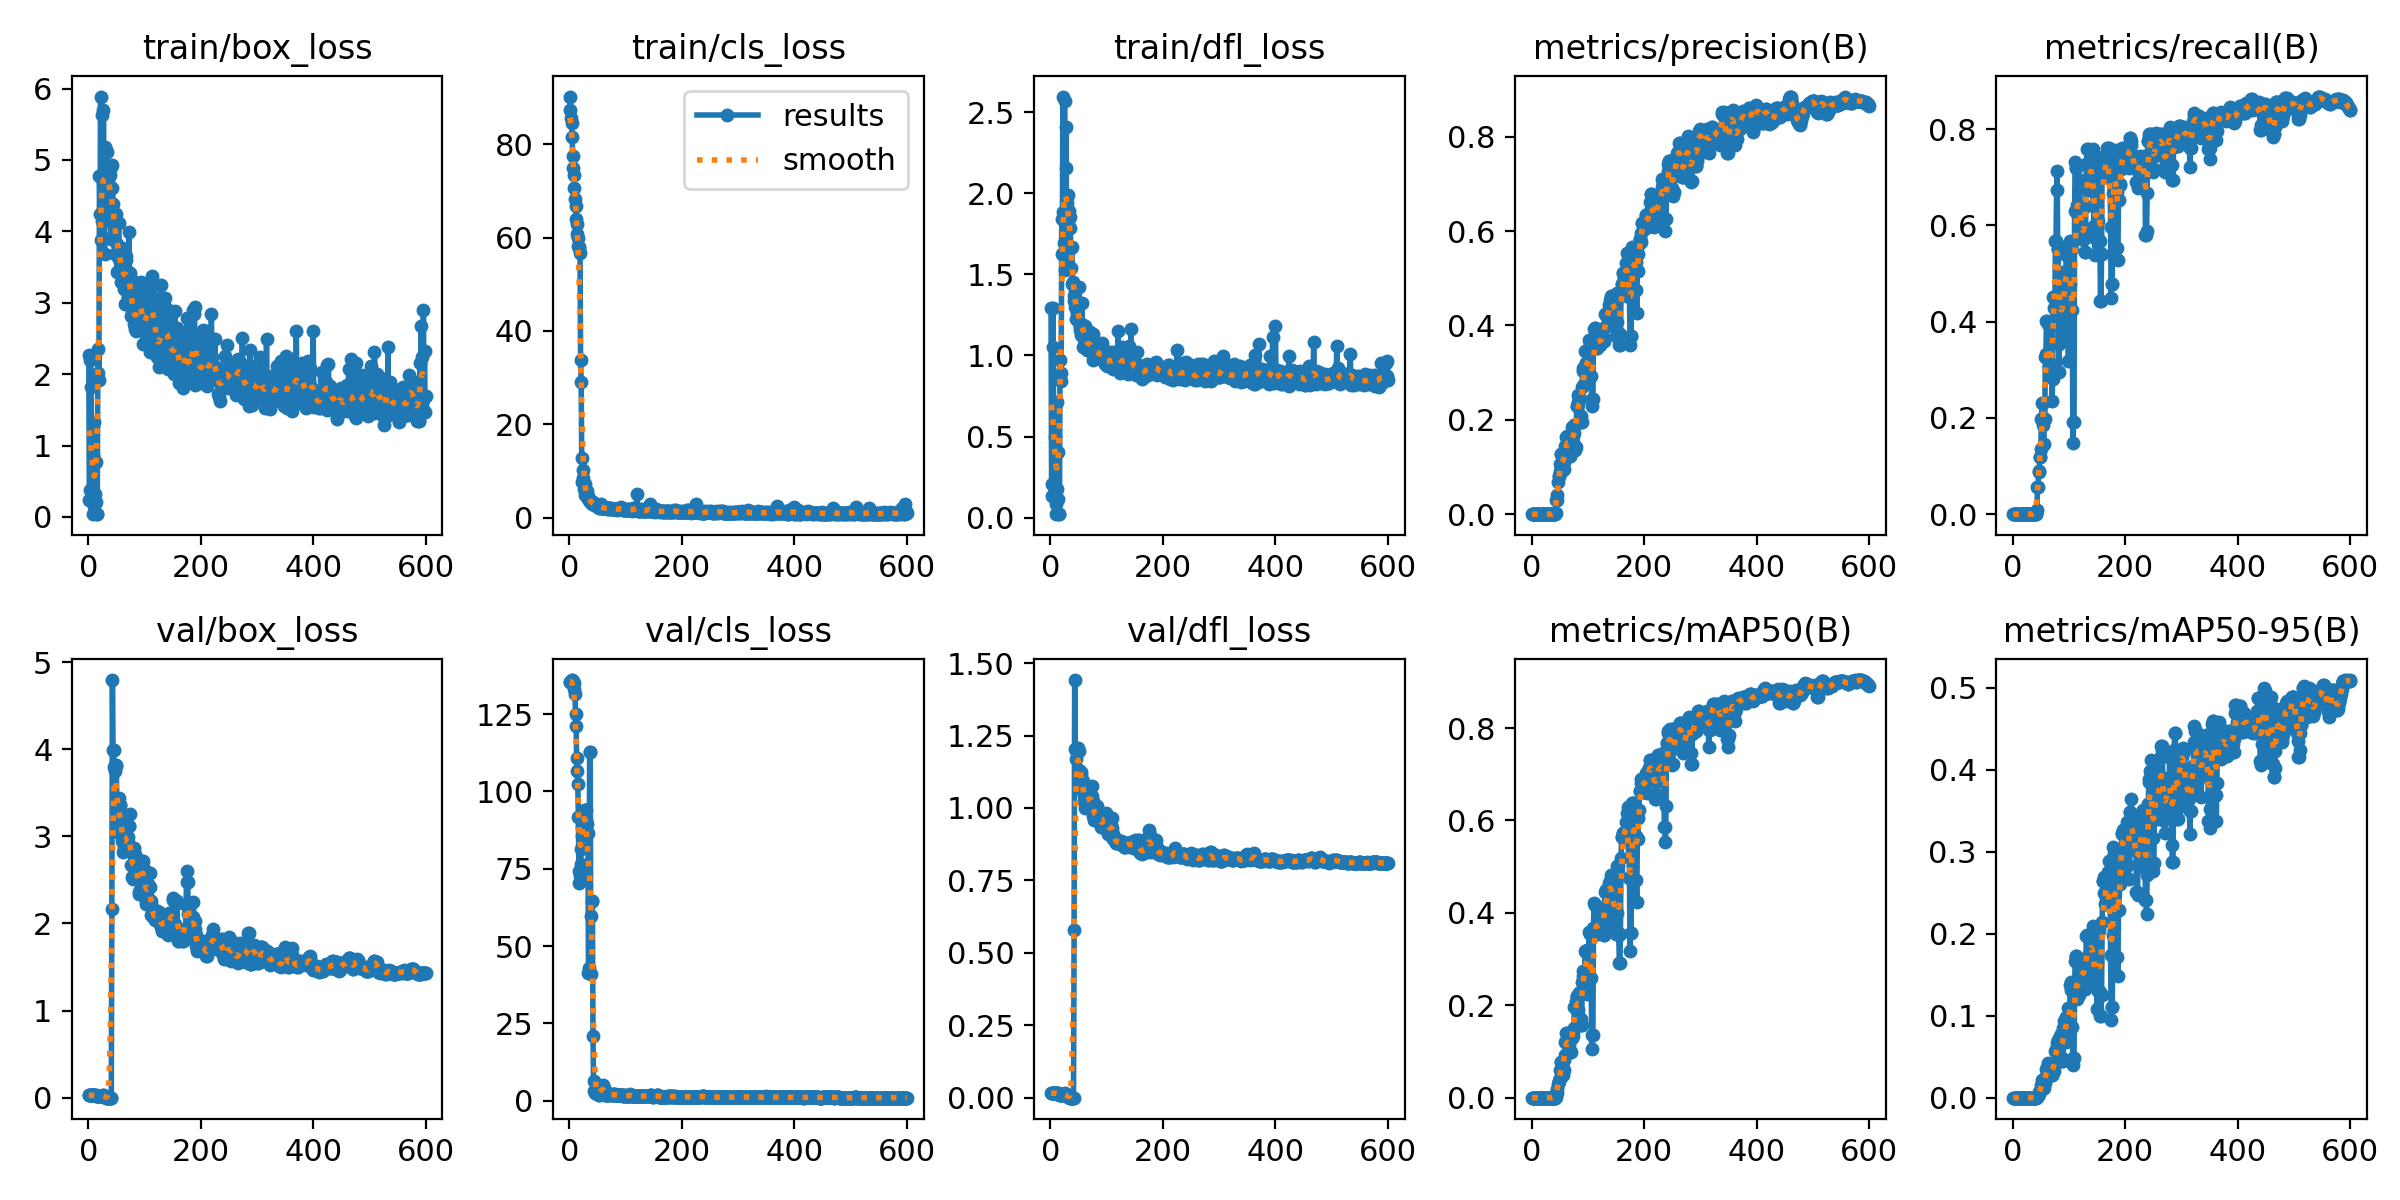 train/box_loss
train/cls_loss
train/dfl_loss
metrics/precision(B)
metrics/recall(B)
6
5
4
3
2
1
0
0 200 400 600
80
60
40
20
0
0 200 400 600
results
smooth
2.5
2.0
1.5
1.0
0.5
0.0
0 200 400 600
0.8
0.6
0.4
0.2
0.0
0 200 400 600
0.8
0.6
0.4
0.2
0.0
0 200 400 600
val/box_loss
val/cls_loss
val/dfl_loss
metrics/mAP50(B)
metrics/mAP50-95(B)
5
4
3
2
1
0
0 200 400 600
125
100
75
50
25
0
0 200 400 600
1.50
1.25
1.00
0.75
0.50
0.25
0.00
0 200 400 600
0.8
0.6
0.4
0.2
0.0
0 200 400 600
0.5
0.4
0.3
0.2
0.1
0.0
0 200 400 600